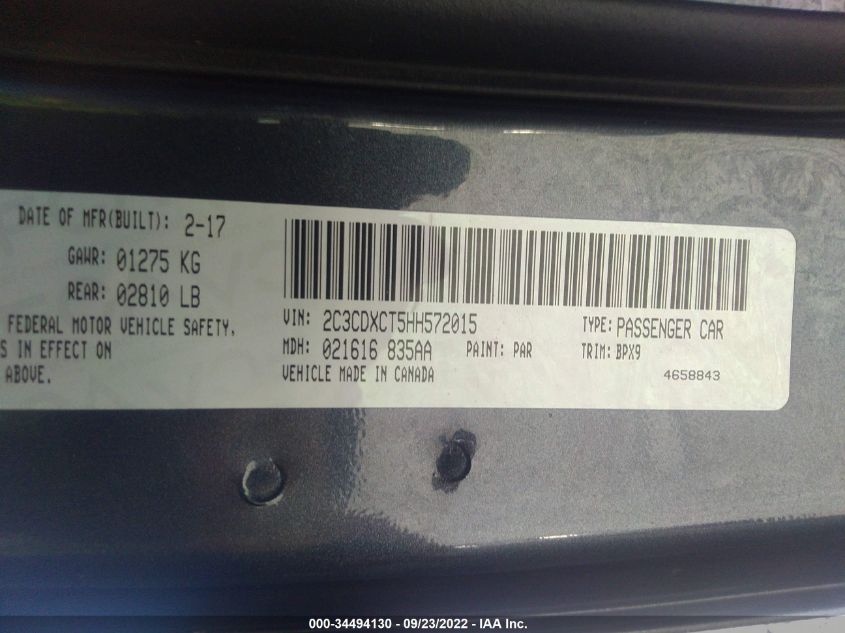 DATE OF MFR(BUILT): 2-17
GAWR: 01275 KG
REAR: 02810 LB
FEDERAL MOTOR VEHICLE SAFETY,
S IN EFFECT ON
ABOVE.
VIN: 2C3CDXCT5HH572015 TYPE: PASSENGER CAR
MDH: 021616 835AA PAINT: PAR TRIM: BPX9
VEHICLE MADE IN CANADA 4658843
000-34494130 - 09/23/2022 - IAA Inc.